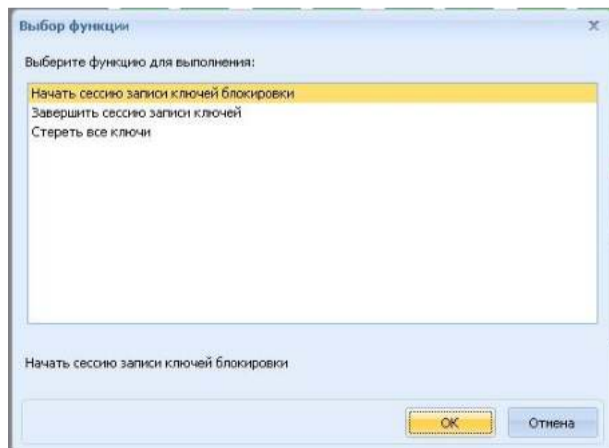 Выбор функции
Выберите функцию для выполнения:
Начать сессию записи ключей блокировки
Завершить сессию записи ключей
Стереть все ключи
Начать сессию записи ключей блокировки
OK Отмена